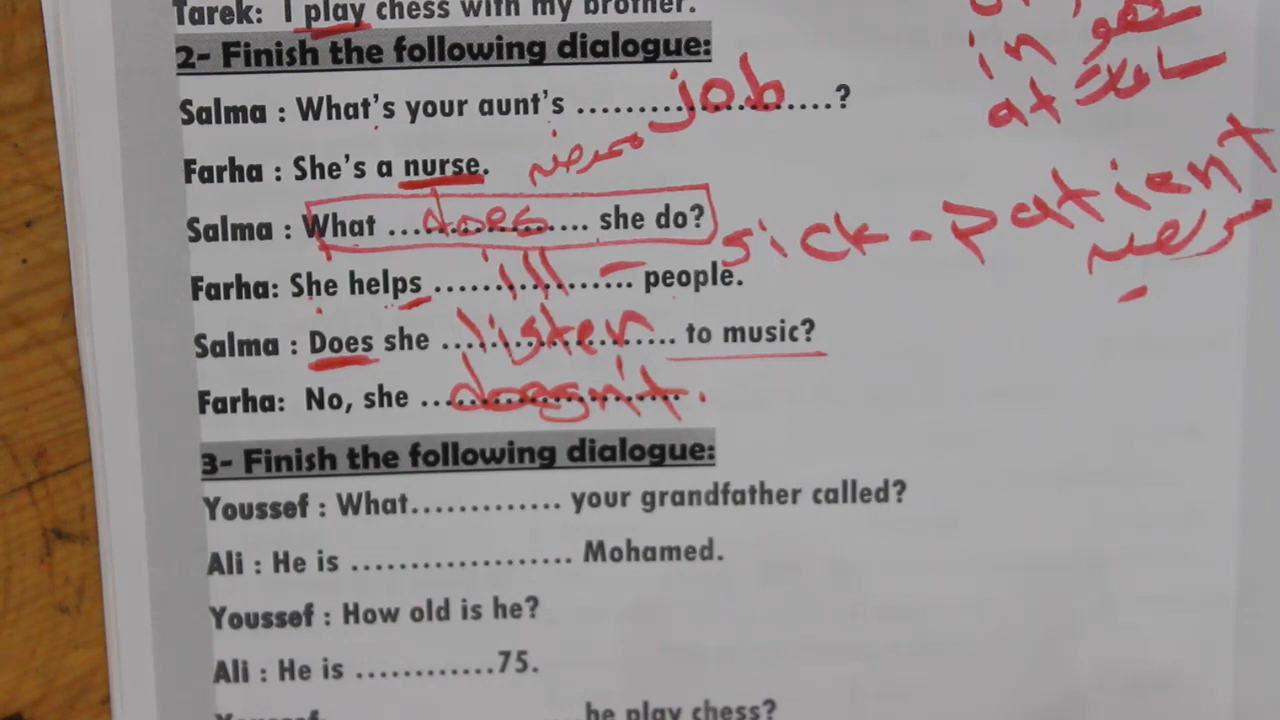 Tarek: I play chess with my brother.
2- Finish the following dialogue:
in شهر
at ساعات
Salma : What's your aunt's ........job........?
Farha : She's a nurse. ممرضه
Salma : What ....does.... she do?
sick - patient
مريض
Farha: She helps ....ill.... people.
Salma : Does she ....listen.... to music?
Farha: No, she ....doesn't.....
3- Finish the following dialogue:
Youssef : What............. your grandfather called?
Ali : He is ................... Mohamed.
Youssef : How old is he?
Ali : He is ............75.
he play chess?